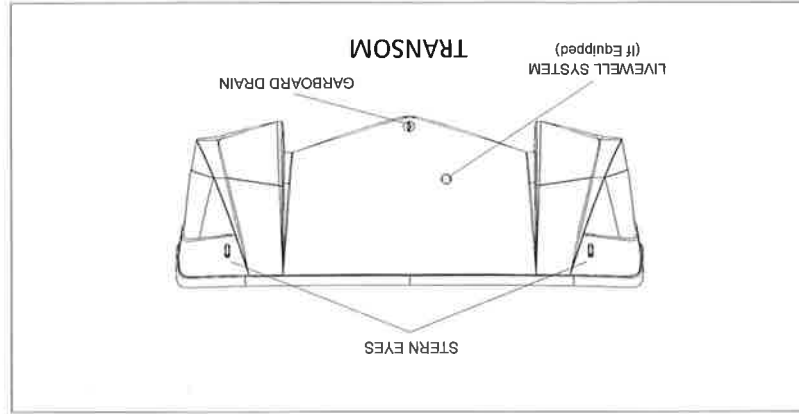 STERN EYES
LIVEWELL SYSTEM
(If Equipped)
GARBOARD DRAIN
TRANSOM